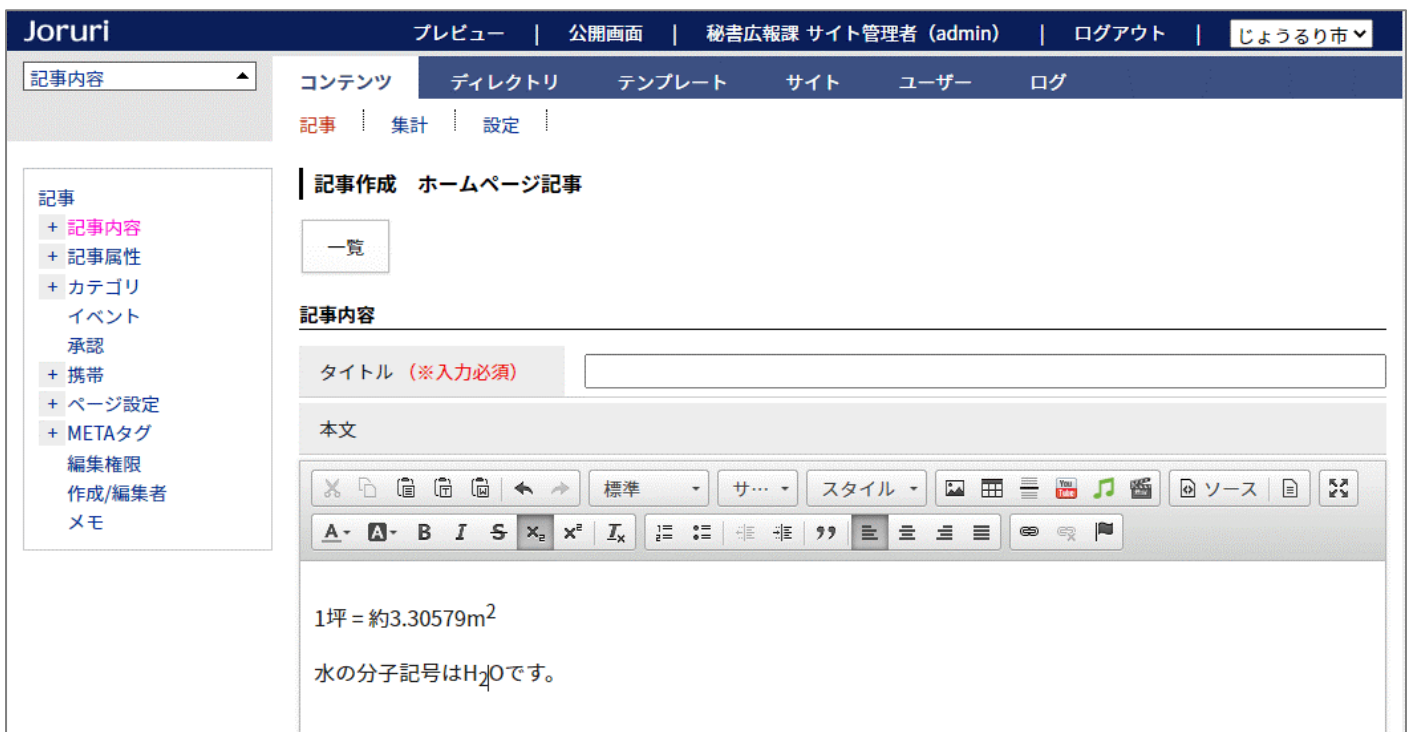 Joruri プレビュー | 公開画面 | 秘書広報課 サイト管理者（admin） | ログアウト | じょうるり市
記事内容 コンテンツ ディレクトリ テンプレート サイト ユーザー ログ
記事 集計 設定
記事
+ 記事内容
+ 記事属性
+ カテゴリ
イベント
承認
+ 携帯
+ ページ設定
+ METAタグ
編集権限
作成/編集者
メモ
記事作成　ホームページ記事
一覧
記事内容
タイトル （※入力必須）
本文
標準 サ… スタイル You Tube ソース
A A B I S x₂ x² Tx
1坪 = 約3.30579m²
水の分子記号はH₂Oです。